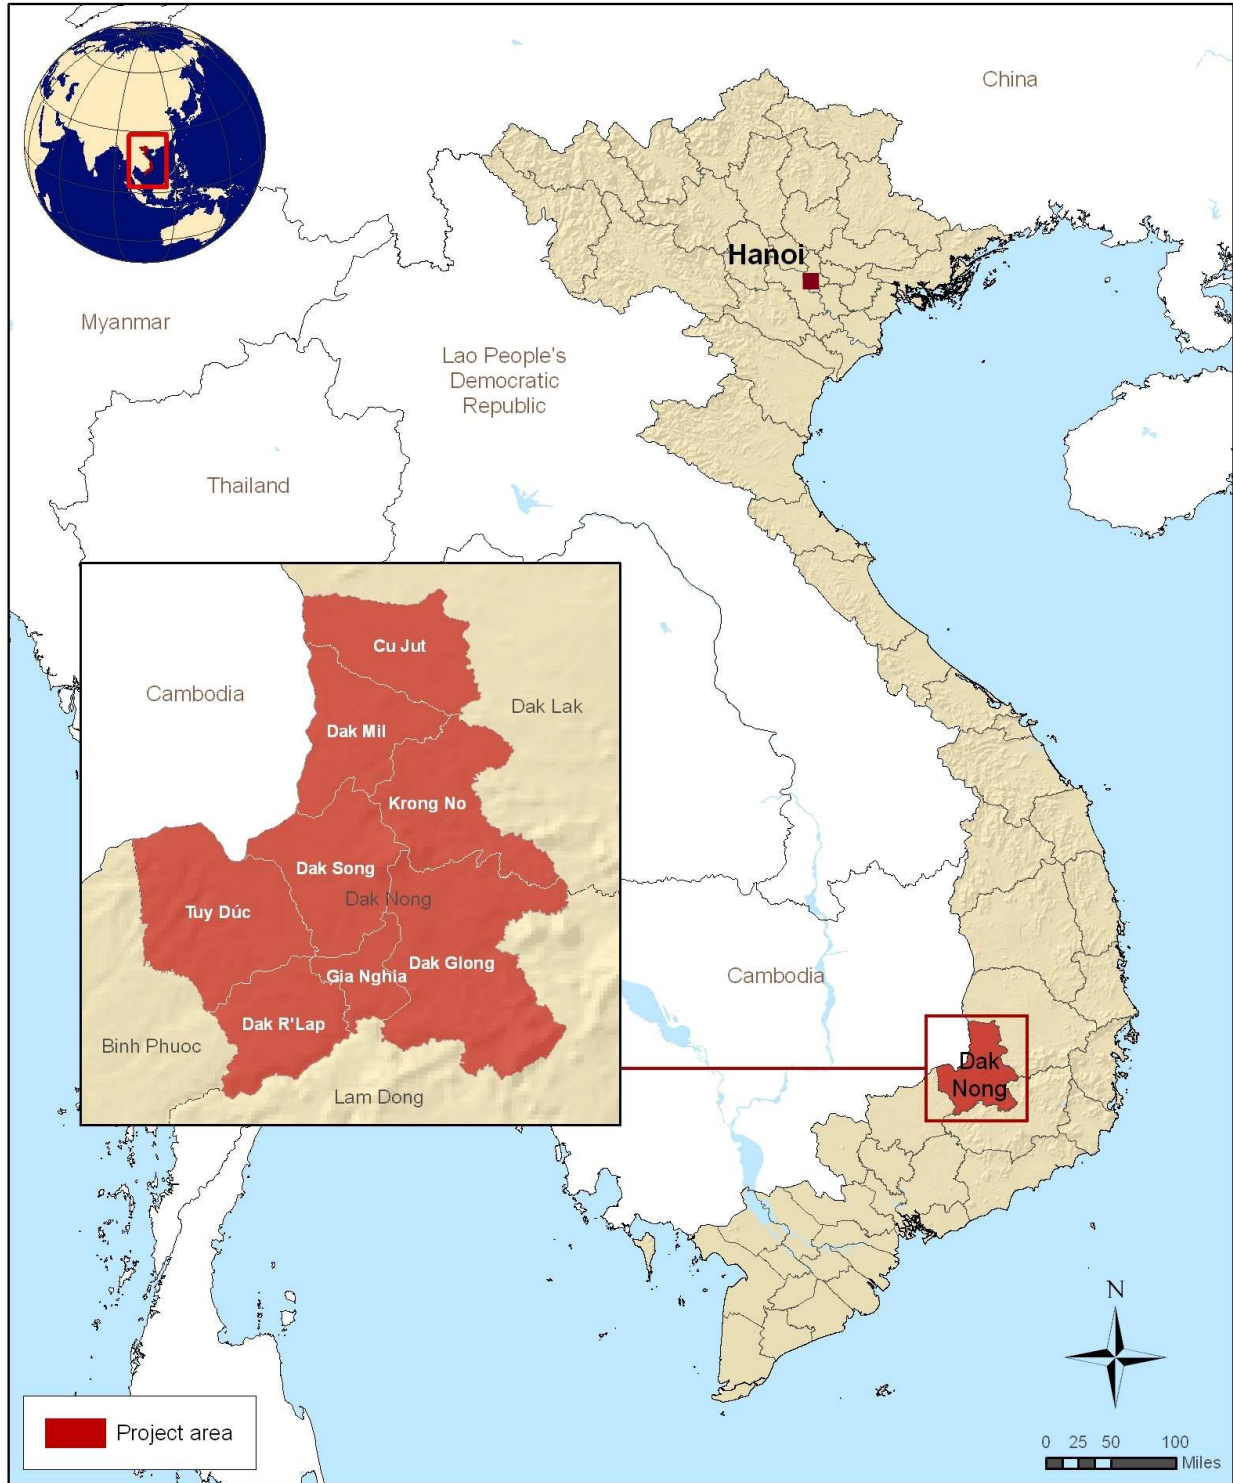 China
Hanoi
Myanmar
Lao People's
Democratic
Republic
Thailand
Cu Jut
Cambodia
Dak Lak
Dak Mil
Krong No
Dak Song
Dak Nong
Tuy Dúc
Dak Glong
Gia Nghia
Dak R'Lap
Binh Phuoc
Lam Dong
Cambodia
Dak
Nong
N
Project area
0 25 50 100
Miles